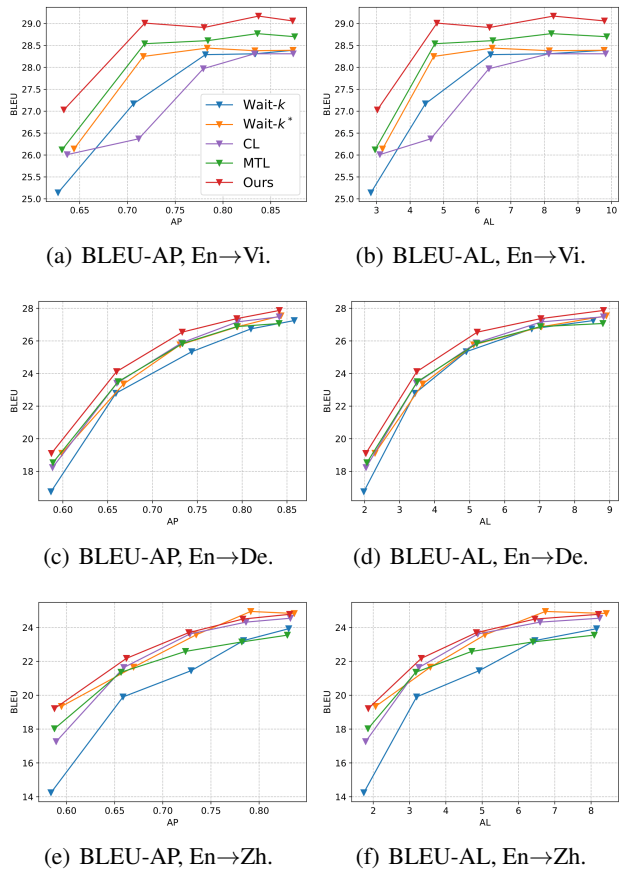 29.0
28.5
28.0
27.5
27.0
26.5
26.0
25.5
25.0
BLEU
0.65 0.70 0.75 0.80 0.85
AP
Wait-k
Wait-k*
CL
MTL
Ours
(a) BLEU-AP, En→Vi.
29.0
28.5
28.0
27.5
27.0
26.5
26.0
25.5
25.0
BLEU
3 4 5 6 7 8 9 10
AL
(b) BLEU-AL, En→Vi.
28
26
24
22
20
18
BLEU
0.60 0.65 0.70 0.75 0.80 0.85
AP
(c) BLEU-AP, En→De.
28
26
24
22
20
18
BLEU
2 3 4 5 6 7 8 9
AL
(d) BLEU-AL, En→De.
24
22
20
18
16
14
BLEU
0.60 0.65 0.70 0.75 0.80
AP
(e) BLEU-AP, En→Zh.
24
22
20
18
16
14
BLEU
2 3 4 5 6 7 8
AL
(f) BLEU-AL, En→Zh.